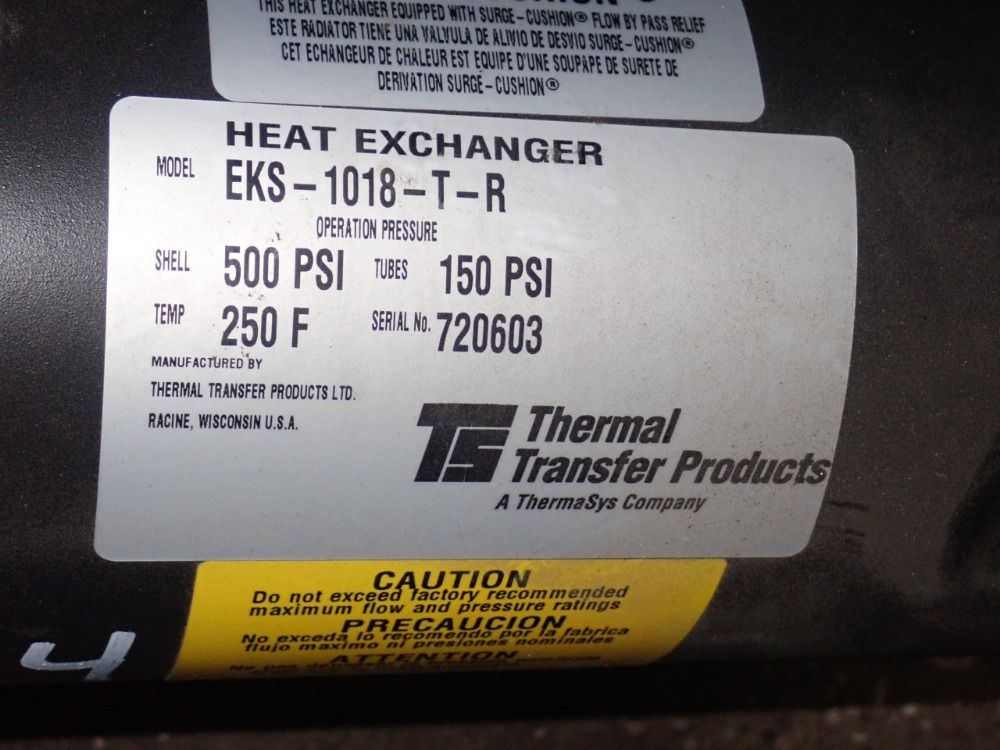 THIS HEAT EXCHANGER EQUIPPED WITH SURGE-CUSHION® FLOW BY PASS RELIEF
ESTE RADIATOR TIENE UNA VALVULA DE ALIVIO DE DESVIO SURGE-CUSHION®
CET ECHANGEUR DE CHALEUR EST EQUIPE D'UNE SOUPAPE DE SURETE DE
DERIVATION SURGE-CUSHION®
HEAT EXCHANGER
MODEL EKS-1018-T-R
OPERATION PRESSURE
SHELL 500 PSI TUBES 150 PSI
TEMP 250 F SERIAL No. 720603
MANUFACTURED BY
THERMAL TRANSFER PRODUCTS LTD.
RACINE, WISCONSIN U.S.A.
TTS Thermal
Transfer Products
A ThermaSys Company
CAUTION
Do not exceed factory recommended
maximum flow and pressure ratings
PRECAUCION
No exceda lo recomendo por la fabrica
flujo maximo ni presiones nominales
ATTENTION
4